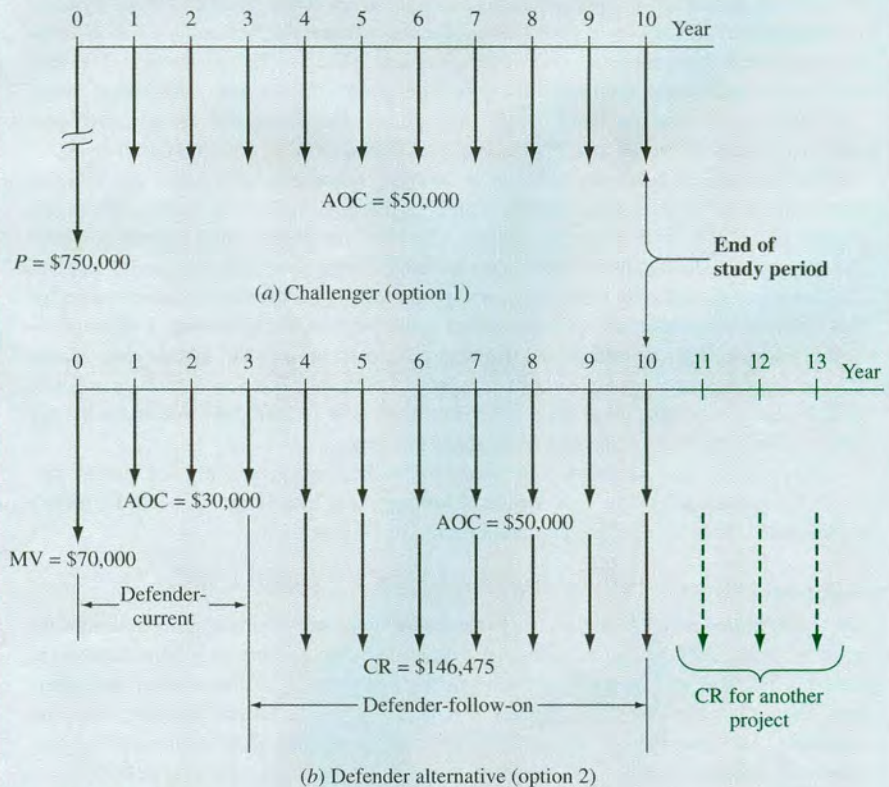 0 1 2 3 4 5 6 7 8 9 10 Year
AOC = $50,000
P = $750,000
End of
study period
(a) Challenger (option 1)
0 1 2 3 4 5 6 7 8 9 10 11 12 13 Year
AOC = $30,000
AOC = $50,000
MV = $70,000
Defender-
current
CR = $146,475
Defender-follow-on
CR for another
project
(b) Defender alternative (option 2)